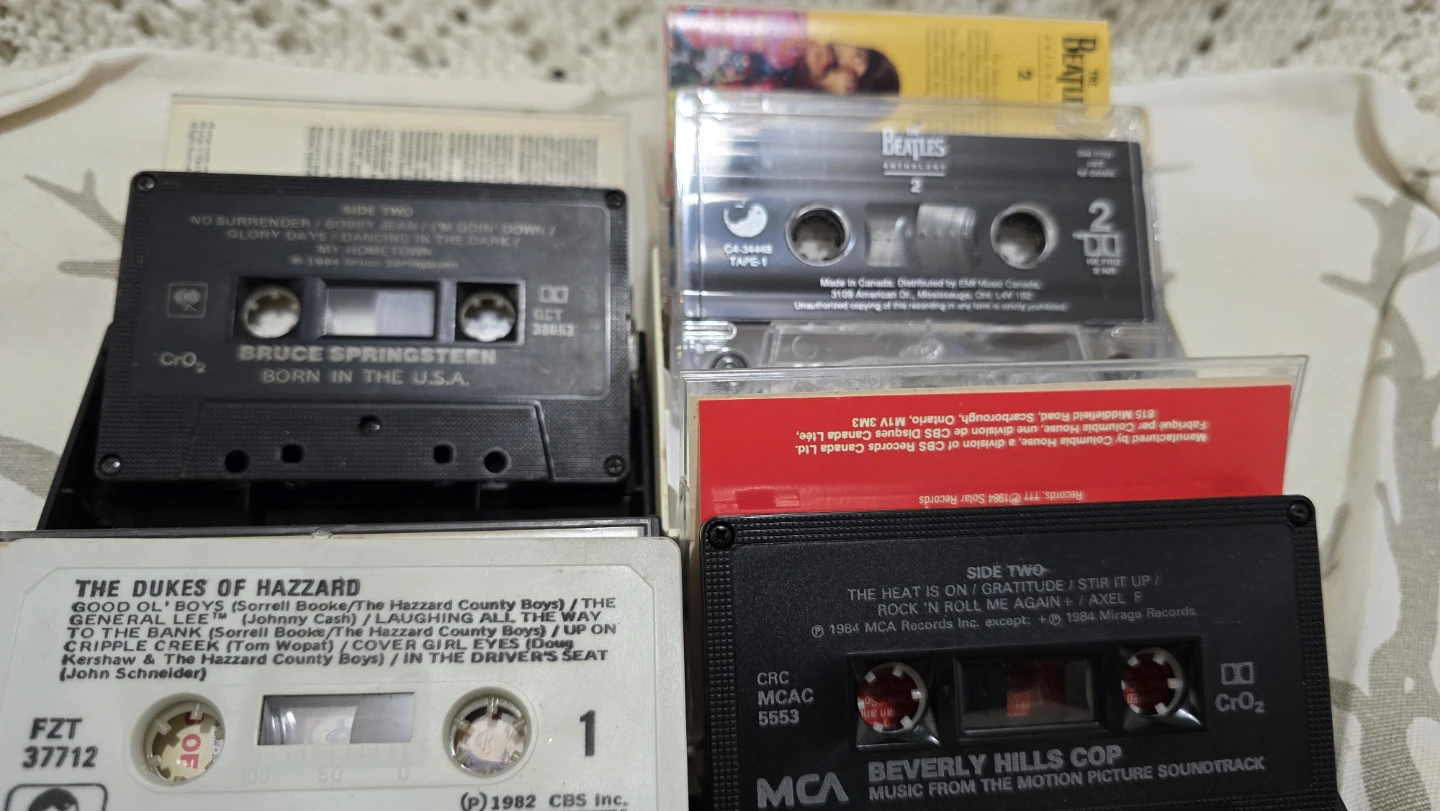 THE
BEATLES
2
THE
BEATLES
ANTHOLOGY
2
2
C4-34448
TAPE-1
Made in Canada. Distributed by EMI Music Canada,
3109 American Dr., Mississauga, Ont. L4V 1B2
Unauthorized copying of this recording in any form is strictly prohibited.
SIDE TWO
NO SURRENDER / BOBBY JEAN / I'M GOIN' DOWN /
GLORY DAYS / DANCING IN THE DARK /
MY HOMETOWN
℗ 1984 Bruce Springsteen
QCT
38653
CrO2
BRUCE SPRINGSTEEN
BORN IN THE U.S.A.
Manufactured by Columbia House, a division of CBS Records Canada Ltd.
Fabriqué par Columbia House, une division de CBS Disques Canada Ltée,
815 Middlefield Road, Scarborough, Ontario, M1V 3M3
Records. ††† ℗1984 Solar Records
THE DUKES OF HAZZARD
GOOD OL' BOYS (Sorrell Booke/The Hazzard County Boys) / THE
GENERAL LEE™ (Johnny Cash) / LAUGHING ALL THE WAY
TO THE BANK (Sorrell Booke/The Hazzard County Boys) / UP ON
CRIPPLE CREEK (Tom Wopat) / COVER GIRL EYES (Doug
Kershaw & The Hazzard County Boys) / IN THE DRIVER'S SEAT
(John Schneider)
FZT
37712
1
OF
100 50 0
(p)1982 CBS Inc.
SIDE TWO
THE HEAT IS ON / GRATITUDE / STIR IT UP /
ROCK 'N ROLL ME AGAIN + / AXEL F
℗ 1984 MCA Records Inc. except: +℗ 1984 Mirage Records
CRC
MCAC
5553
CrO2
MCA
BEVERLY HILLS COP
MUSIC FROM THE MOTION PICTURE SOUNDTRACK